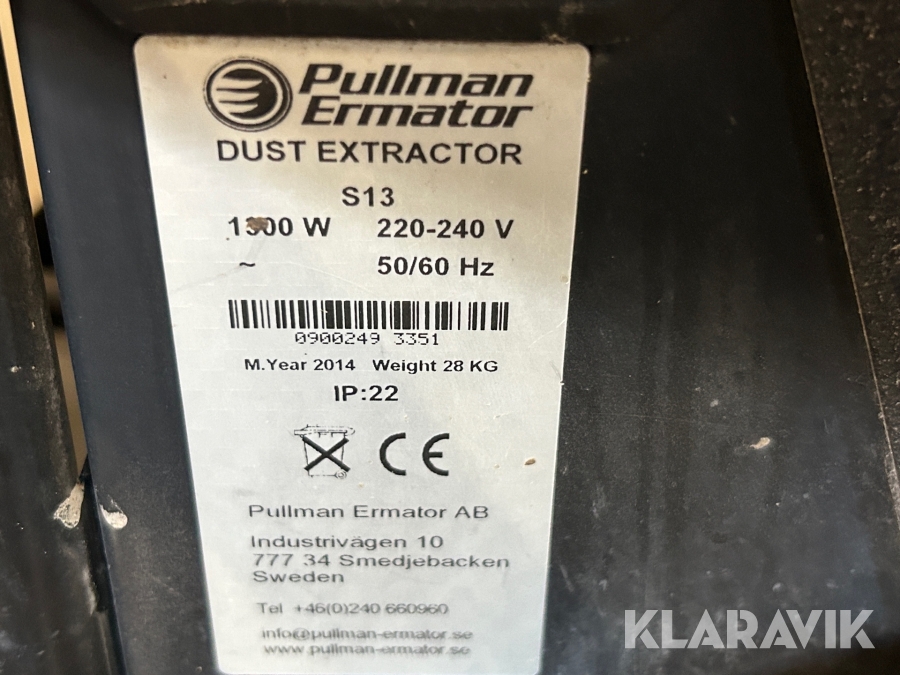 Pullman
Ermator
DUST EXTRACTOR
S13
W 220-240 V
~ 50/60 Hz
0900249 3351
M.Year 2014 Weight 28 KG
IP:22
CE
Pullman Ermator AB
Industrivägen 10
777 34 Smedjebacken
Sweden
Tel +46(0)240 660960
info@pullman-ermator.se
www.pullman-ermator.se
KLARAVIK